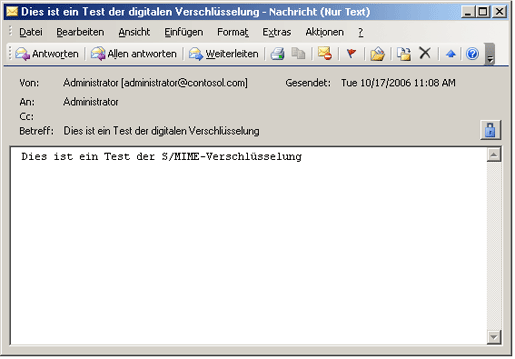 Dies ist ein Test der digitalen Verschlüsselung - Nachricht (Nur Text)
Datei Bearbeiten Ansicht Einfügen Format Extras Aktionen ?
Antworten Allen antworten Weiterleiten
Von: Administrator [administrator@contosol.com] Gesendet: Tue 10/17/2006 11:08 AM
An: Administrator
Cc:
Betreff: Dies ist ein Test der digitalen Verschlüsselung
Dies ist ein Test der S/MIME-Verschlüsselung